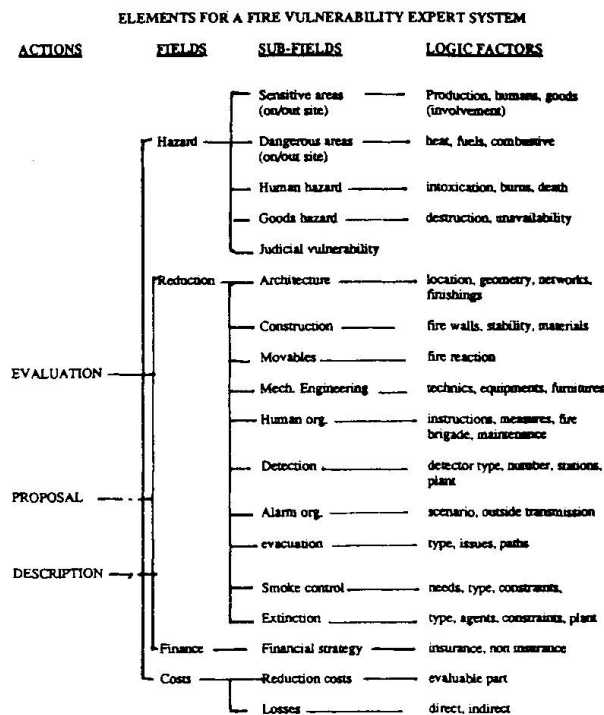 ELEMENTS FOR A FIRE VULNERABILITY EXPERT SYSTEM
ACTIONS FIELDS SUB-FIELDS LOGIC FACTORS
Sensitive areas Production, humans, goods
(on/out site) (involvement)
Hazard Dangerous areas heat, fuels, combustive
(on/out site)
Human hazard intoxication, burns, death
Goods hazard destruction, unavailability
Judicial vulnerability
Reduction Architecture location, geometry, networks,
finishings
Construction fire walls, stability, materials
Movables fire reaction
EVALUATION
Mech. Engineering technics, equipments, furnitures
Human org. instructions, measures, fire
brigade, maintenance
Detection detector type, number, stations,
plant
PROPOSAL
Alarm org. scenario, outside transmission
evacuation type, issues, paths
DESCRIPTION
Smoke control needs, type, constraints,
Extinction type, agents, constraints, plant
Finance Financial strategy insurance, non insurance
Costs Reduction costs evaluable part
Losses direct, indirect